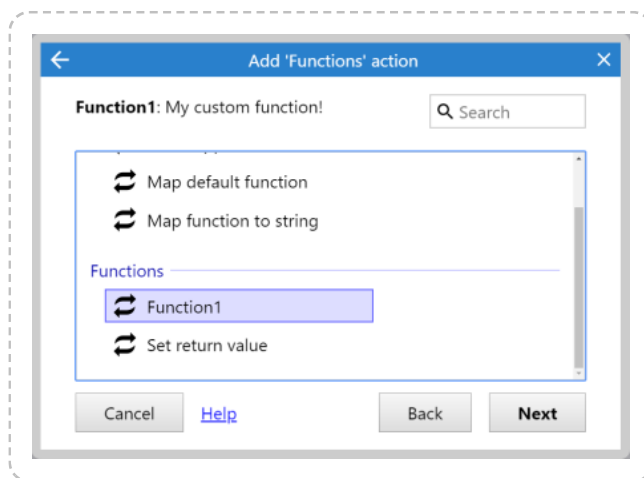 Add 'Functions' action
Function1: My custom function!
Search
Map default function
Map function to string
Functions
Function1
Set return value
Cancel Help Back Next